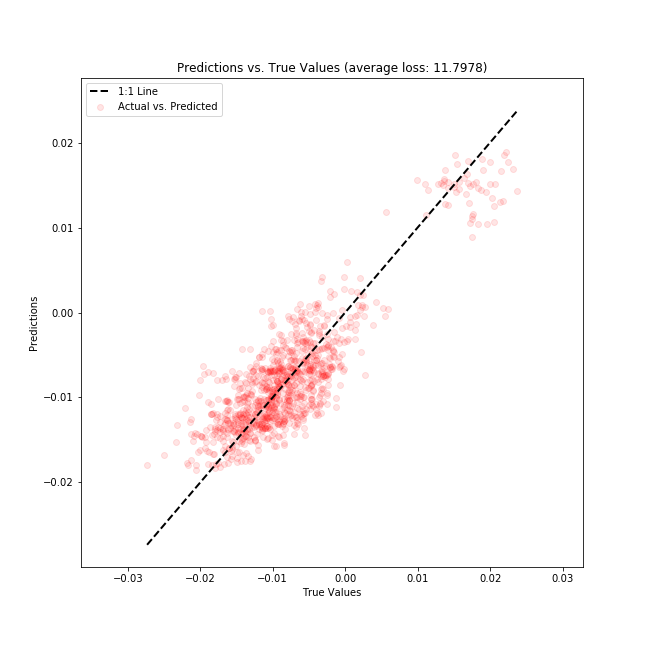 Predictions vs. True Values (average loss: 11.7978)
1:1 Line
Actual vs. Predicted
0.02
0.01
0.00
−0.01
−0.02
Predictions
−0.03
−0.02
−0.01
0.00
0.01
0.02
0.03
True Values